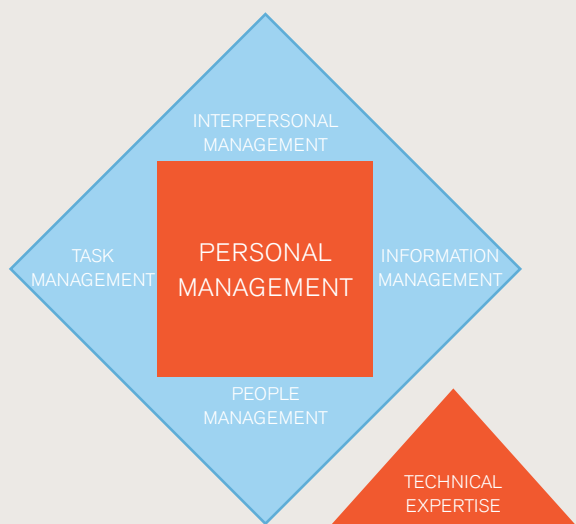 INTERPERSONAL
MANAGEMENT
TASK
MANAGEMENT
PERSONAL
MANAGEMENT
INFORMATION
MANAGEMENT
PEOPLE
MANAGEMENT
TECHNICAL
EXPERTISE